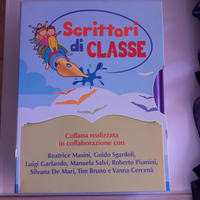 Scrittori
di CLASSE
Collana realizzata
in collaborazione con
Beatrice Masini, Guido Sgardoli,
Luigi Garlando, Manuela Salvi, Roberto Piumini,
Silvana De Mari, Tim Bruno e Vanna Cercenà